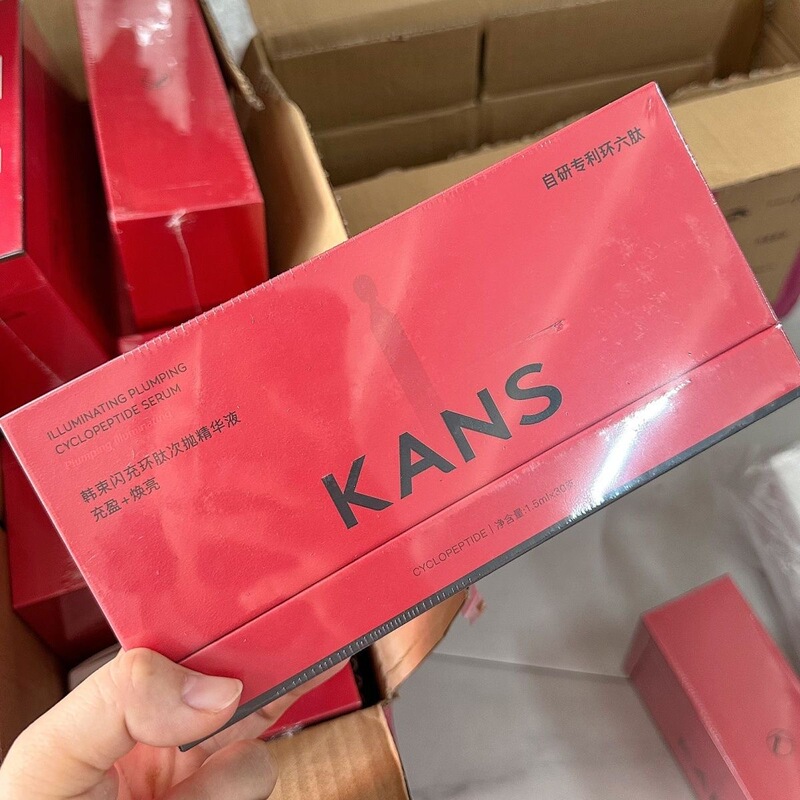 自研专利环六肽
ILLUMINATING PLUMPING
CYCLOPEPTIDE SERUM
韩束闪充环肽次抛精华液
充盈+焕亮
KANS
CYCLOPEPTIDE | 净含量:1.5ml×30支